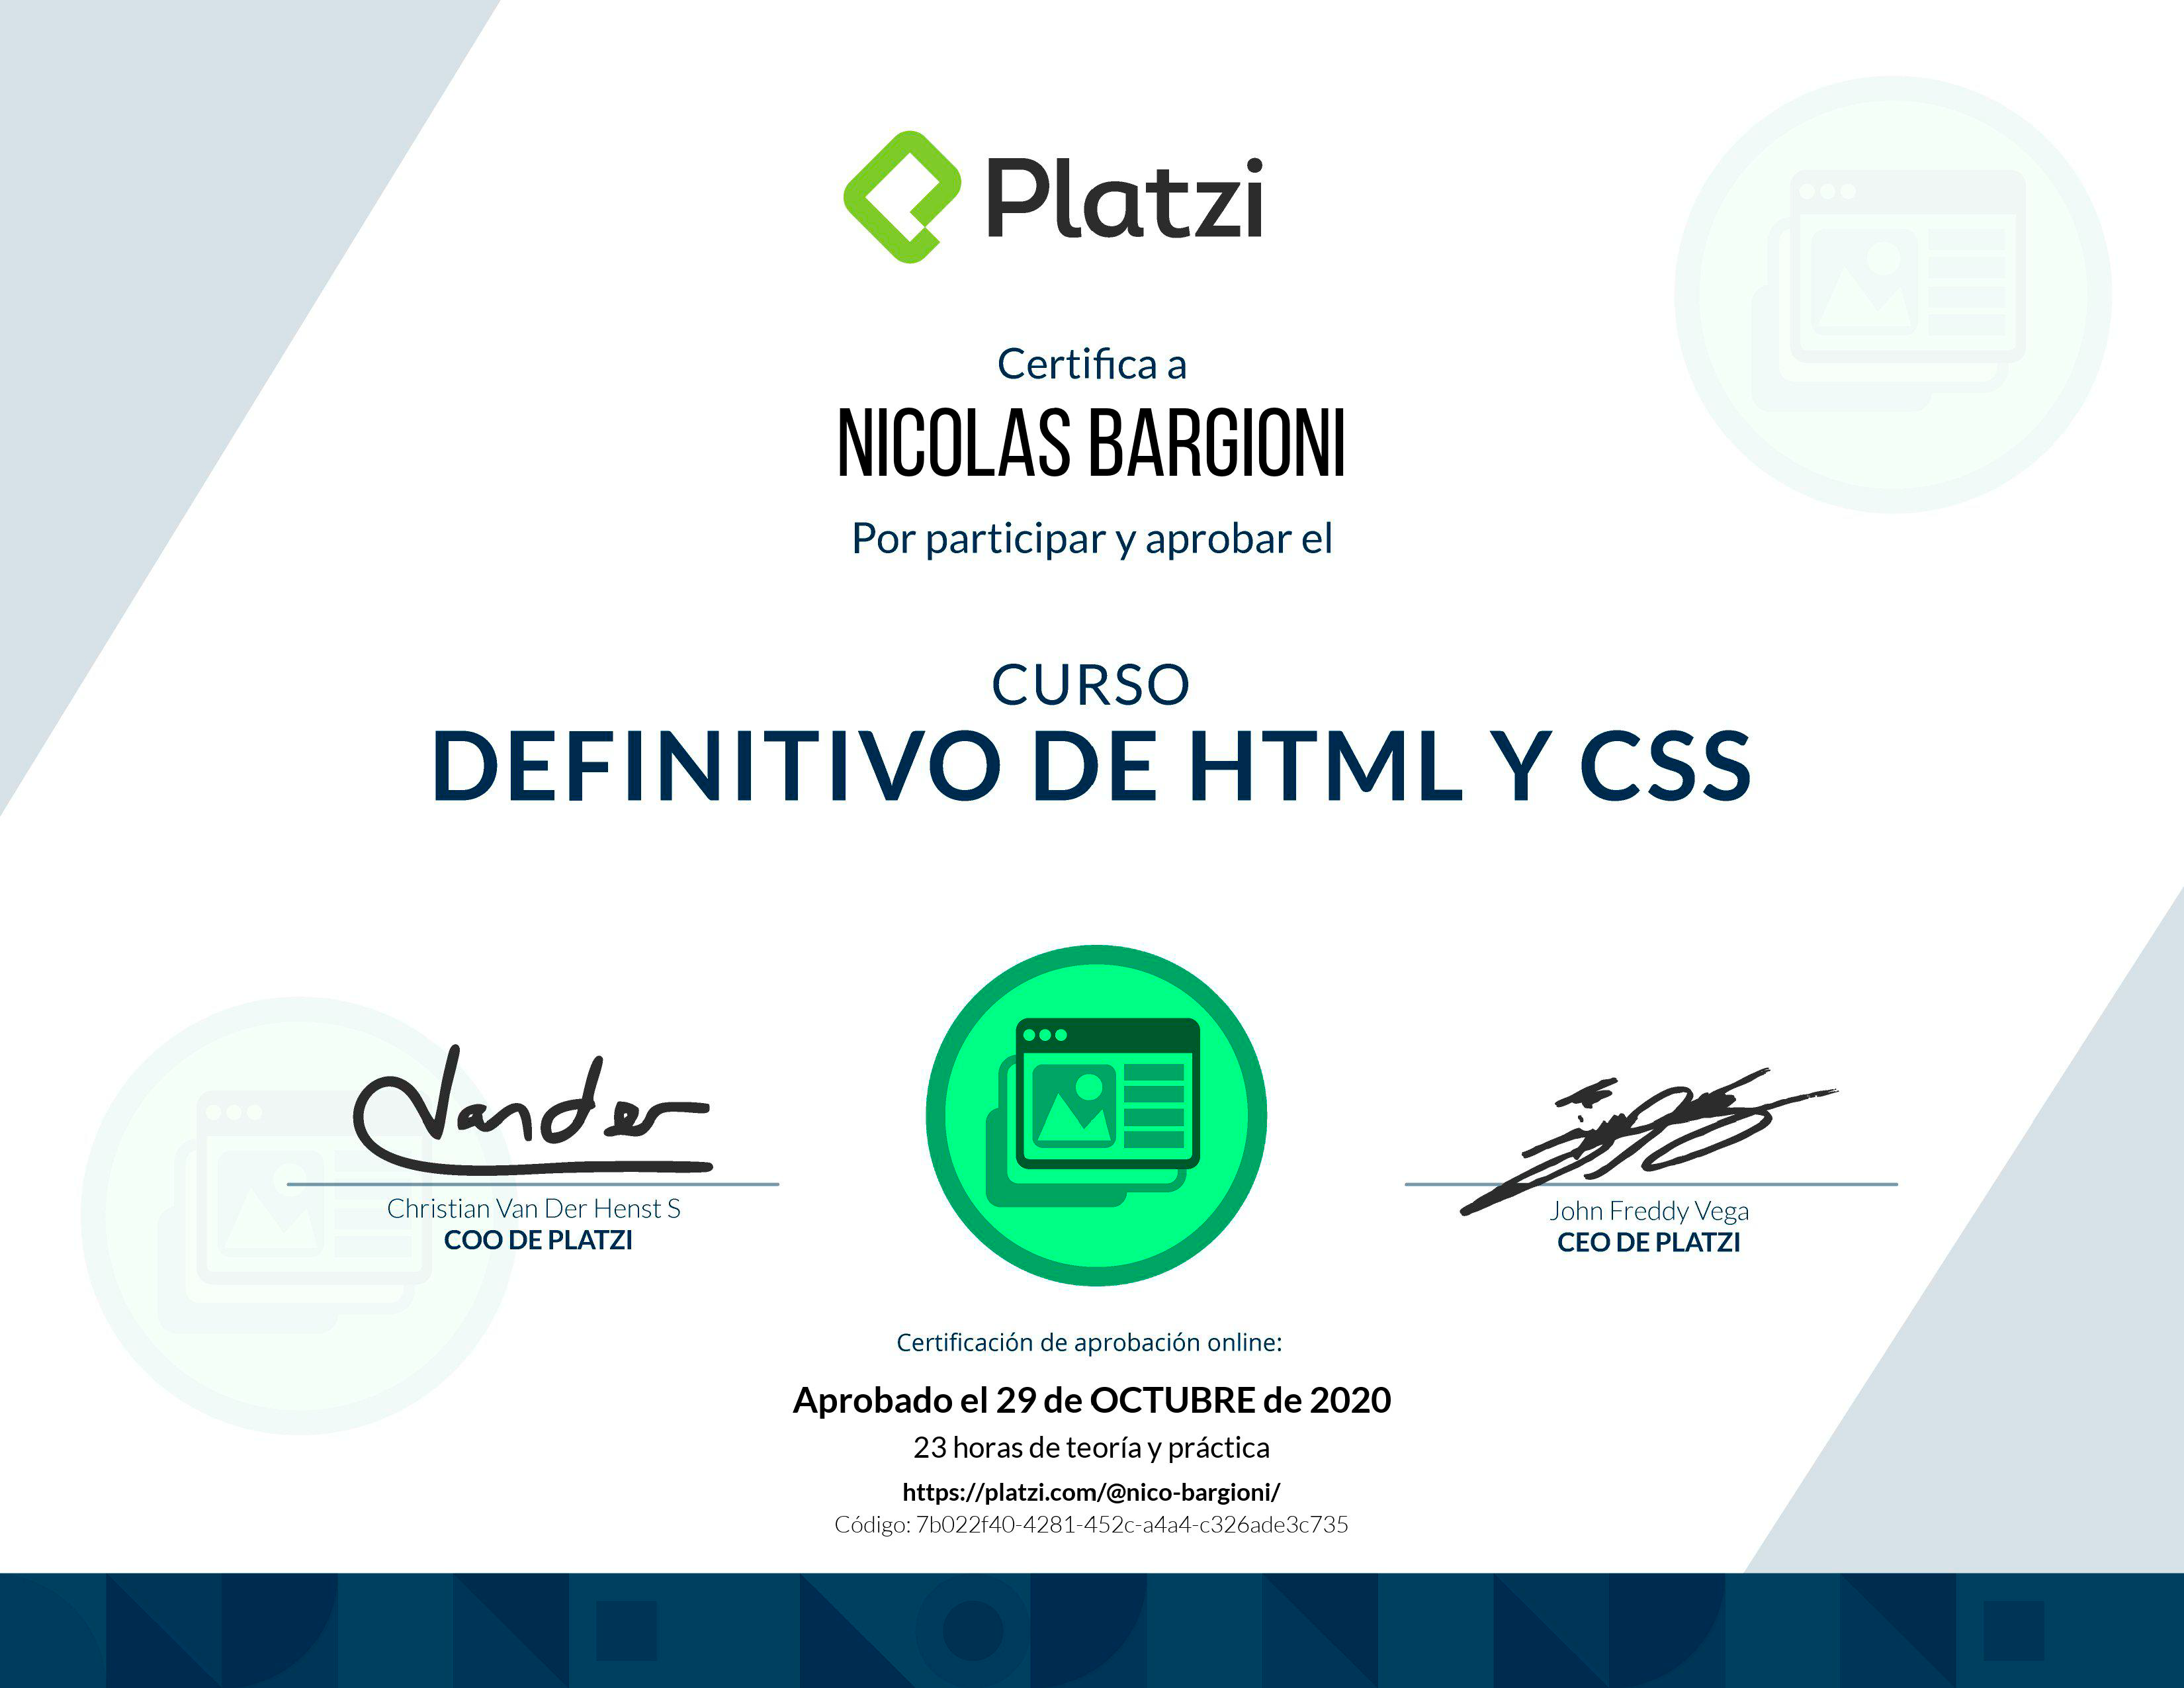 Platzi
Certifica a
NICOLAS BARGIONI
Por participar y aprobar el
CURSO
DEFINITIVO DE HTML Y CSS
Vander
Christian Van Der Henst S
COO DE PLATZI
John Freddy Vega
CEO DE PLATZI
Certificación de aprobación online:
Aprobado el 29 de OCTUBRE de 2020
23 horas de teoría y práctica
https://platzi.com/@nico-bargioni/
Código: 7b022f40-4281-452c-a4a4-c326ade3c735